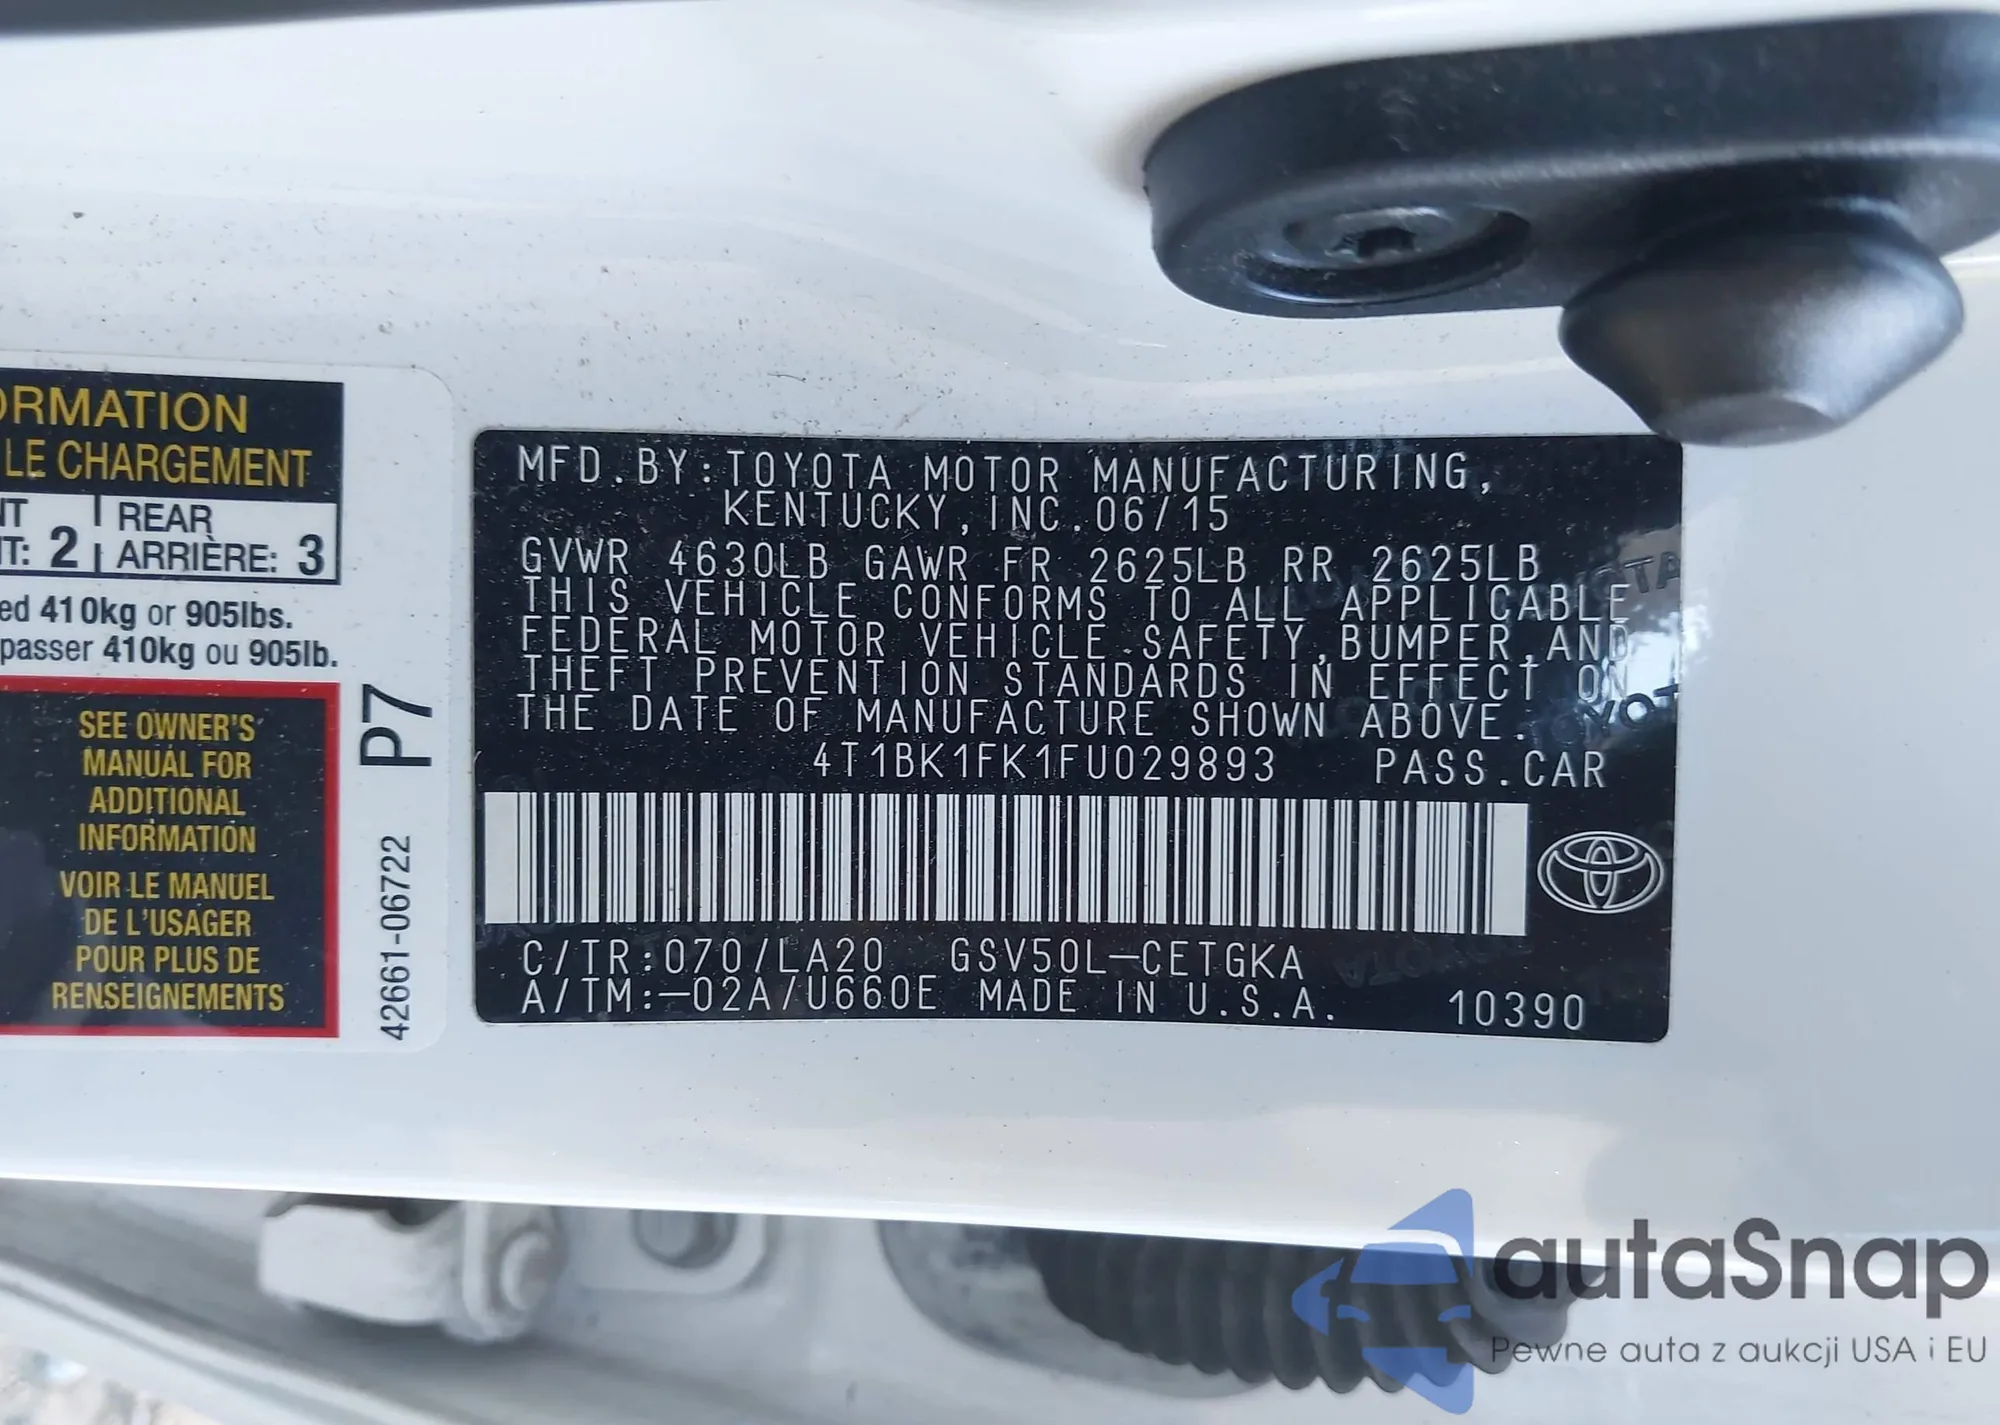 ORMATION
LE CHARGEMENT
NT 2 REAR
T: ARRIÈRE: 3
ed 410kg or 905lbs.
passer 410kg ou 905lb.
SEE OWNER'S
MANUAL FOR
ADDITIONAL
INFORMATION
VOIR LE MANUEL
DE L'USAGER
POUR PLUS DE
RENSEIGNEMENTS
P7
42661-06722
MFD.BY:TOYOTA MOTOR MANUFACTURING,
KENTUCKY,INC.06/15
GVWR 4630LB GAWR FR 2625LB RR 2625LB
THIS VEHICLE CONFORMS TO ALL APPLICABLE
FEDERAL MOTOR VEHICLE SAFETY,BUMPER,AND
THEFT PREVENTION STANDARDS IN EFFECT ON
THE DATE OF MANUFACTURE SHOWN ABOVE.
4T1BK1FK1FU029893 PASS.CAR
C/TR:070/LA20 GSV50L-CETGKA
A/TM:-02A/U660E MADE IN U.S.A. 10390
autaSnap
Pewne auta z aukcji USA i EU